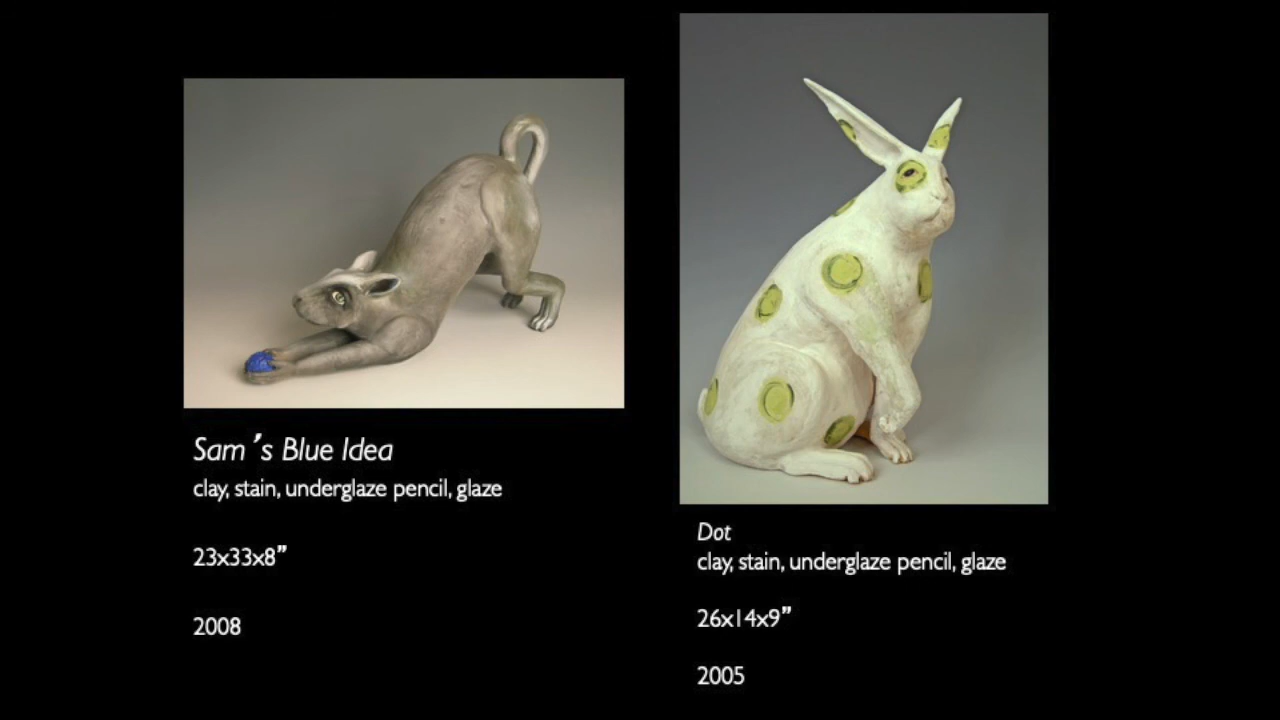 Sam's Blue Idea
clay, stain, underglaze pencil, glaze
23x33x8"
2008
Dot
clay, stain, underglaze pencil, glaze
26x14x9"
2005